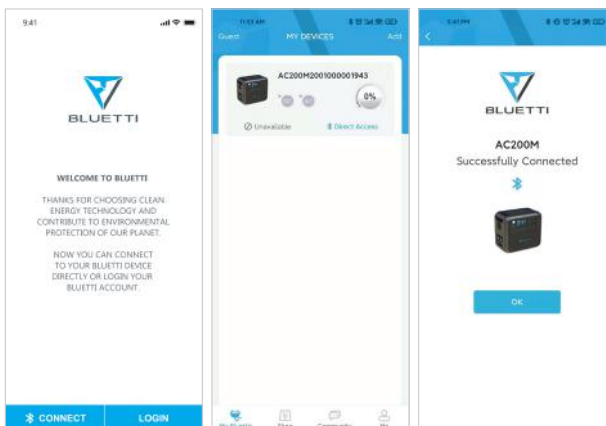 9:41
BLUETTI
WELCOME TO BLUETTI
THANKS FOR CHOOSING CLEAN
ENERGY TECHNOLOGY AND
CONTRIBUTE TO ENVIRONMENTAL
PROTECTION OF OUR PLANET.
NOW YOU CAN CONNECT
TO YOUR BLUETTI DEVICE
DIRECTLY OR LOGIN YOUR
BLUETTI ACCOUNT.
CONNECT
LOGIN
Guest
MY DEVICES
Add
AC200M2001000001943
0%
Unavailable
Direct Access
Community
Me
BLUETTI
AC200M
Successfully Connected
OK